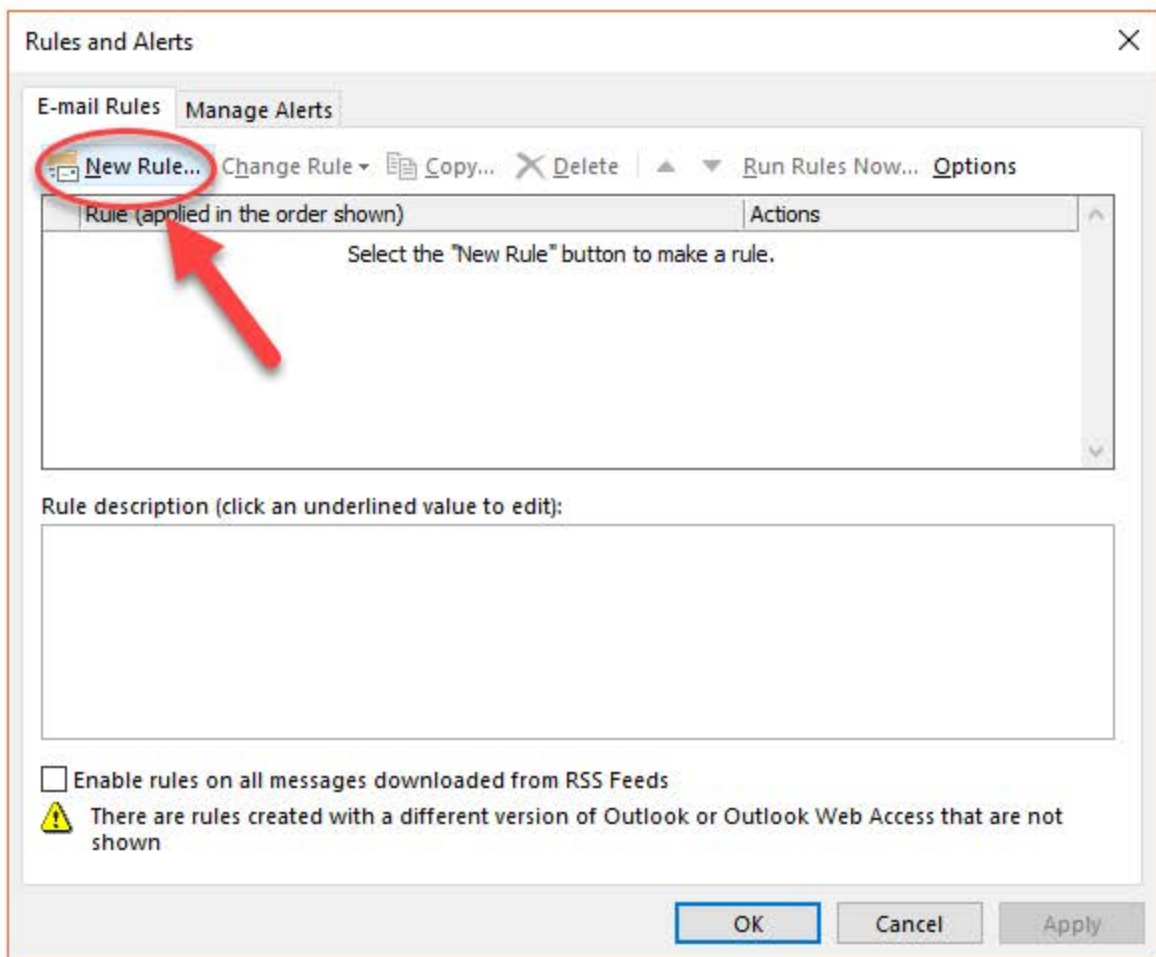 Rules and Alerts
E-mail Rules
Manage Alerts
New Rule... Change Rule Copy... Delete Run Rules Now... Options
Rule (applied in the order shown) Actions
Select the "New Rule" button to make a rule.
Rule description (click an underlined value to edit):
Enable rules on all messages downloaded from RSS Feeds
There are rules created with a different version of Outlook or Outlook Web Access that are not
shown
OK Cancel Apply